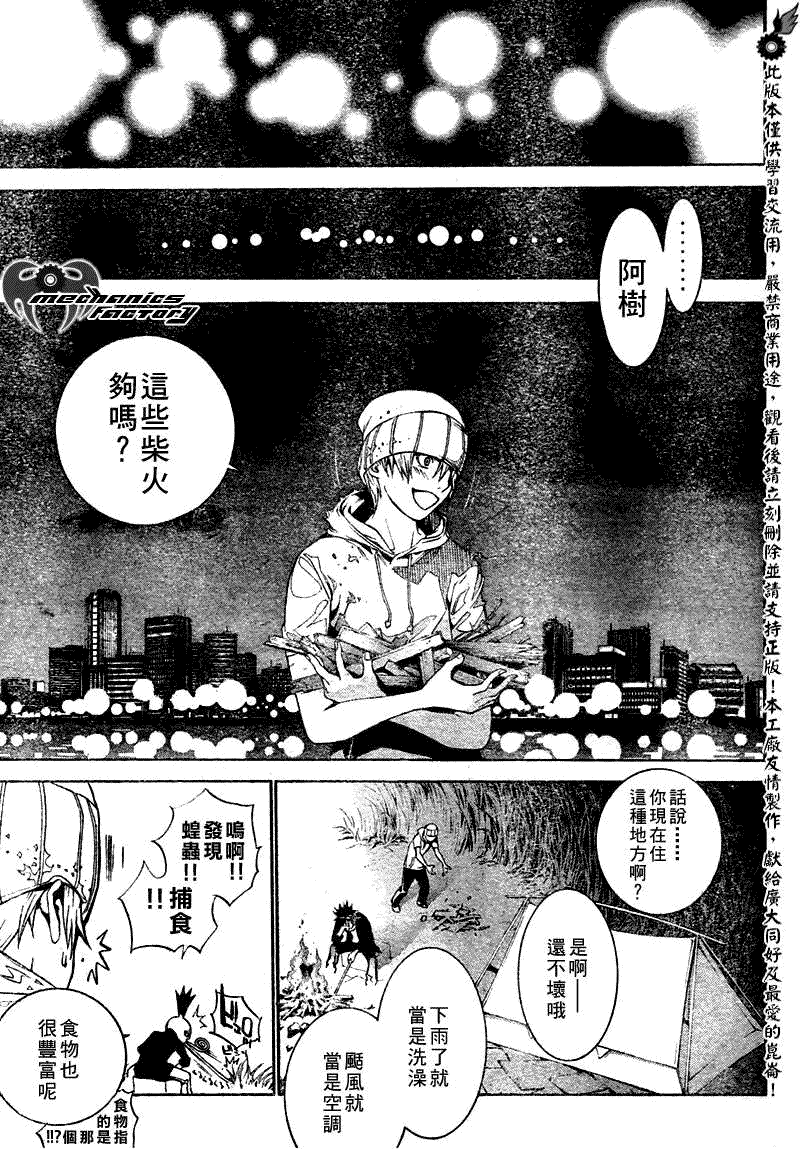 ………
阿樹
這些柴火
夠嗎？
話說……
你現在住
這種地方啊？
是啊—
還不壞哦
下雨了就
當是洗澡
颳風就
當是空調
嗚啊!!
發現
蝗蟲!!
捕食
!!
食物也
很豐富呢
食物指
的是
那個?!!
mechanics
factory
此版本僅供學習交流用，嚴禁商業用途，觀看後請立刻刪除並請支持正版！本工廠友情製作，獻給廣大同好及最愛的崑崙！